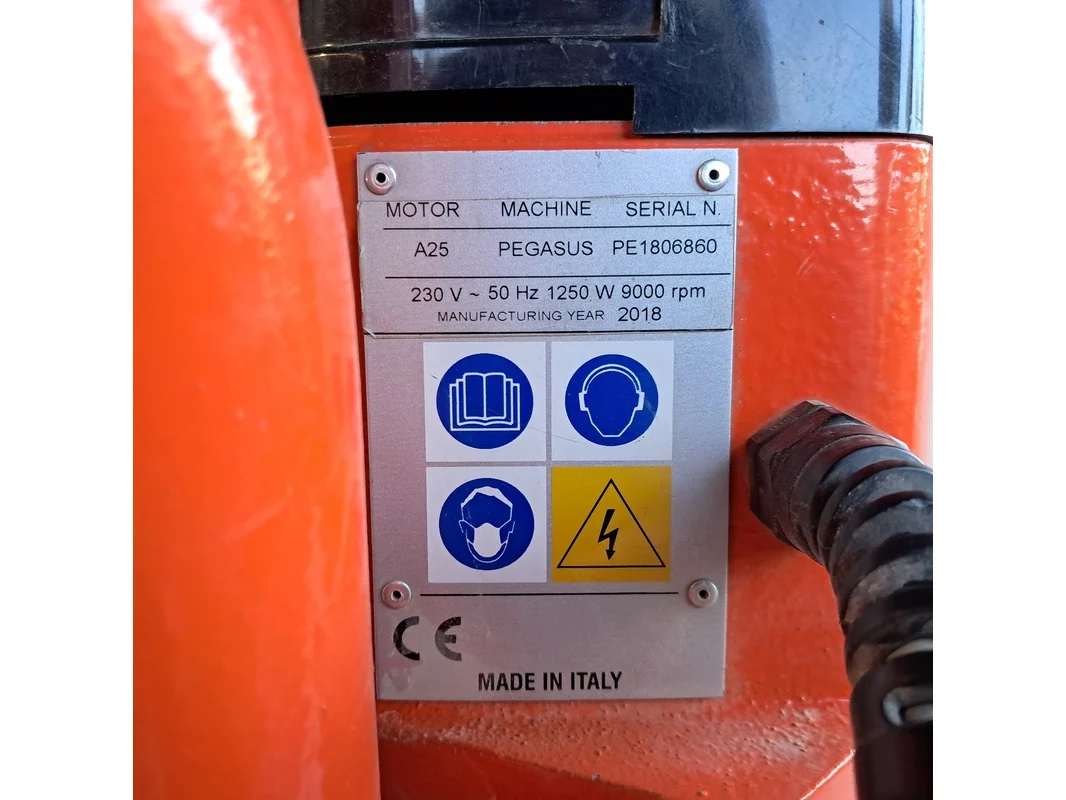 MOTOR MACHINE SERIAL N.
A25 PEGASUS PE1806860
230 V ~ 50 Hz 1250 W 9000 rpm
MANUFACTURING YEAR 2018
CE
MADE IN ITALY